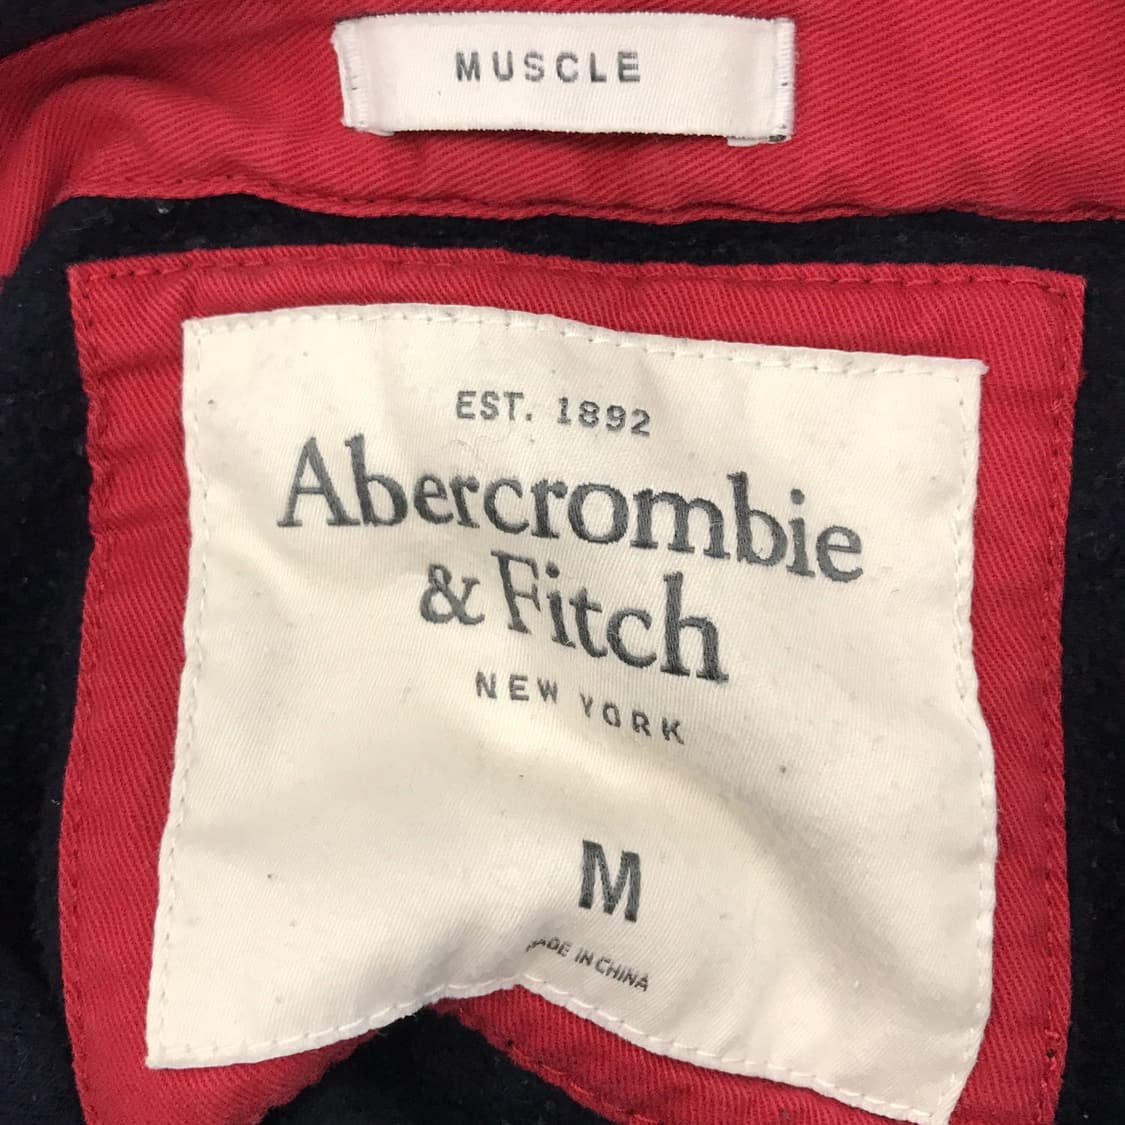 MUSCLE
EST. 1892
Abercrombie
& Fitch
NEW YORK
M
MADE IN CHINA